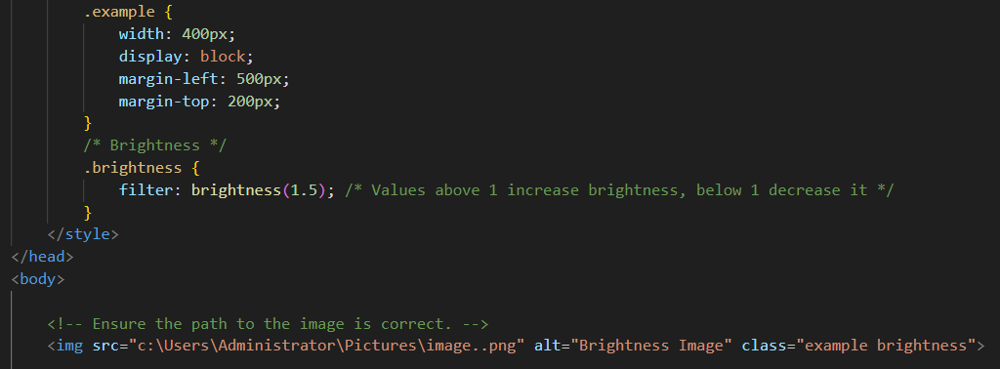 .example {
width: 400px;
display: block;
margin-left: 500px;
margin-top: 200px;
}
/* Brightness */
.brightness {
filter: brightness(1.5); /* Values above 1 increase brightness, below 1 decrease it */
}
</style>
</head>
<body>
<!-- Ensure the path to the image is correct. -->
<img src="c:\Users\Administrator\Pictures\image..png" alt="Brightness Image" class="example brightness">